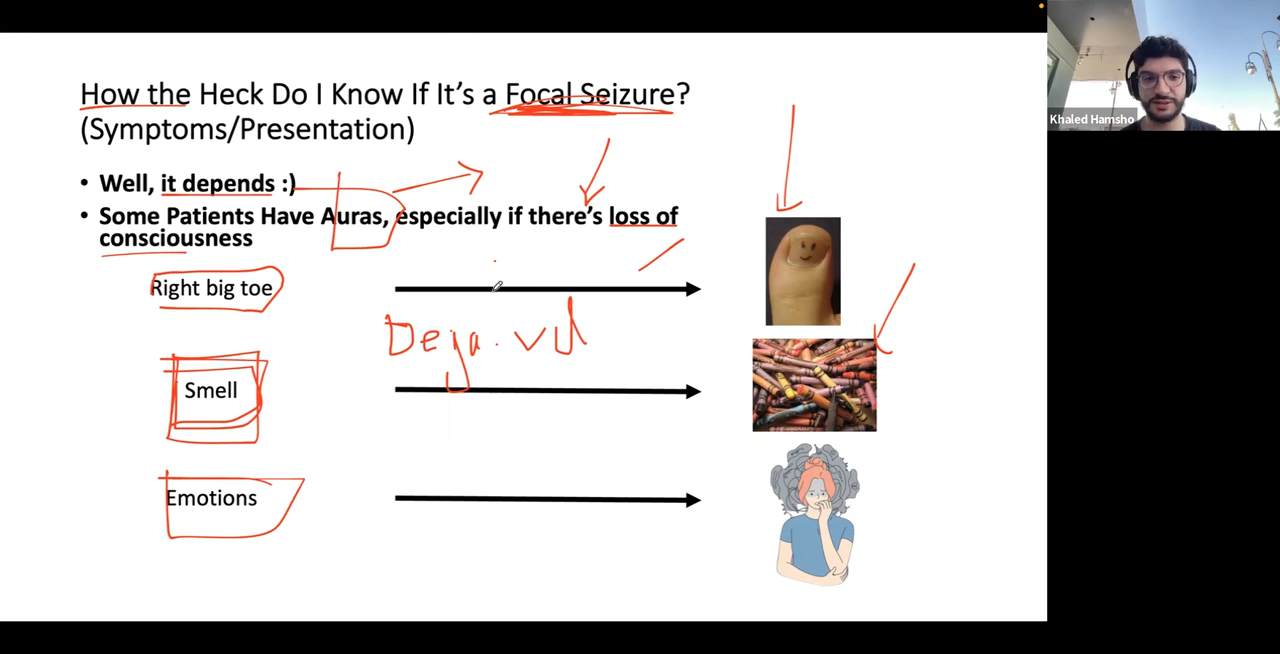 How the Heck Do I Know If It's a Focal Seizure?
(Symptoms/Presentation)
• Well, it depends :)
• Some Patients Have Auras, especially if there's loss of
consciousness
Right big toe
Deja vu
Smell
Emotions
Khaled Hamsho